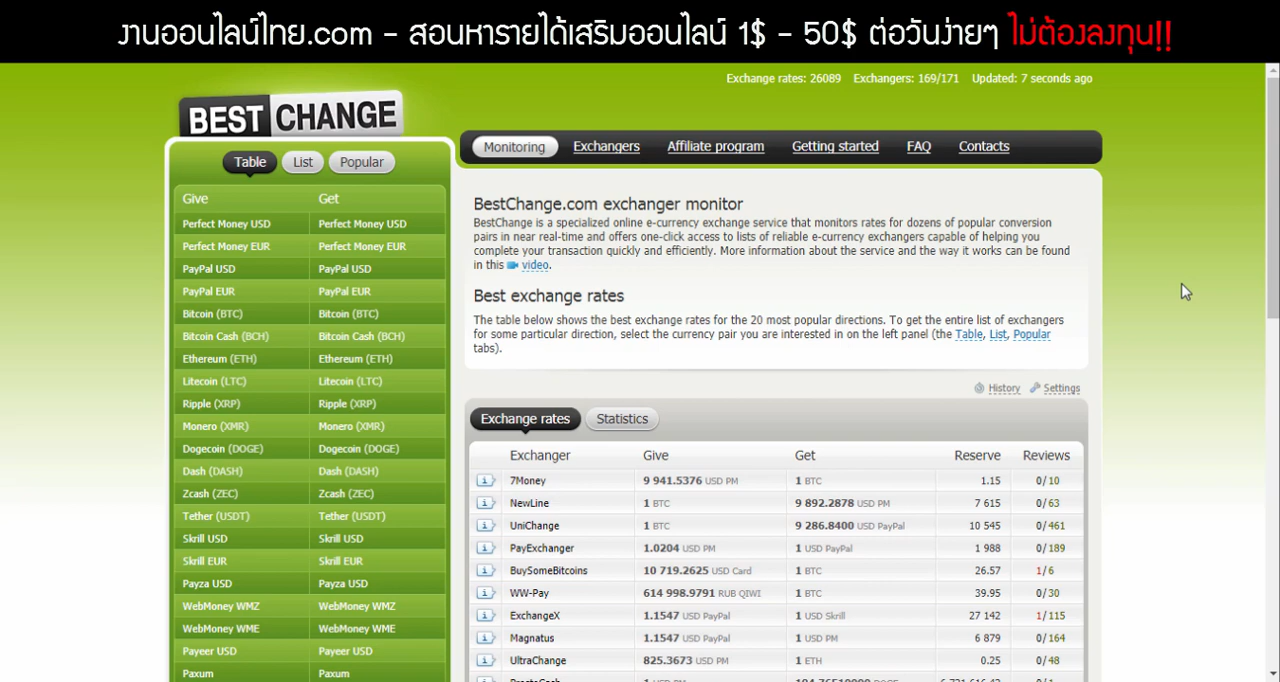 งานออนไลน์ไทย.com - สอนหารายได้เสริมออนไลน์ 1$ - 50$ ต่อวันง่ายๆ ไม่ต้องลงทุน!!
Exchange rates: 26089 Exchangers: 169/171 Updated: 7 seconds ago
BESTCHANGE
Monitoring Exchangers Affiliate program Getting started FAQ Contacts
Table List Popular
Give Get
Perfect Money USD Perfect Money USD
Perfect Money EUR Perfect Money EUR
PayPal USD PayPal USD
PayPal EUR PayPal EUR
Bitcoin (BTC) Bitcoin (BTC)
Bitcoin Cash (BCH) Bitcoin Cash (BCH)
Ethereum (ETH) Ethereum (ETH)
Litecoin (LTC) Litecoin (LTC)
Ripple (XRP) Ripple (XRP)
Monero (XMR) Monero (XMR)
Dogecoin (DOGE) Dogecoin (DOGE)
Dash (DASH) Dash (DASH)
Zcash (ZEC) Zcash (ZEC)
Tether (USDT) Tether (USDT)
Skrill USD Skrill USD
Skrill EUR Skrill EUR
Payza USD Payza USD
WebMoney WMZ WebMoney WMZ
WebMoney WME WebMoney WME
Payeer USD Payeer USD
Paxum Paxum
BestChange.com exchanger monitor
BestChange is a specialized online e-currency exchange service that monitors rates for dozens of popular conversion
pairs in near real-time and offers one-click access to lists of reliable e-currency exchangers capable of helping you
complete your transaction quickly and efficiently. More information about the service and the way it works can be found
in this video.
Best exchange rates
The table below shows the best exchange rates for the 20 most popular directions. To get the entire list of exchangers
for some particular direction, select the currency pair you are interested in on the left panel (the Table, List, Popular
tabs).
History Settings
Exchange rates Statistics
Exchanger Give Get Reserve Reviews
7Money 9 941.5376 USD PM 1 BTC 1.15 0/10
NewLine 1 BTC 9 892.2878 USD PM 7 615 0/63
UniChange 1 BTC 9 286.8400 USD PayPal 10 545 0/461
PayExchanger 1.0204 USD PM 1 USD PayPal 1 988 0/189
BuySomeBitcoins 10 719.2625 USD Card 1 BTC 26.57 1/6
WW-Pay 614 998.9791 RUB QIWI 1 BTC 39.95 0/30
ExchangeX 1.1547 USD PayPal 1 USD Skrill 27 142 1/115
Magnatus 1.1547 USD PayPal 1 USD PM 6 879 0/164
UltraChange 825.3673 USD PM 1 ETH 0.25 0/48